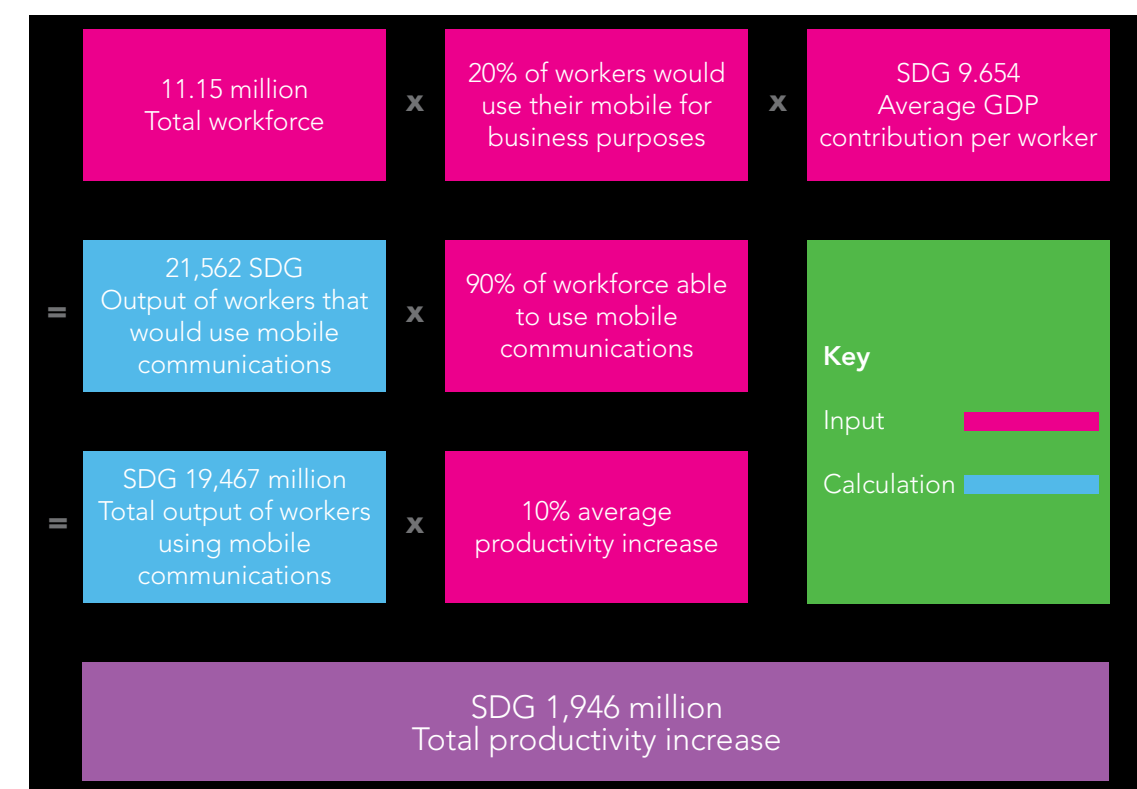 11.15 million
Total workforce
x
20% of workers would
use their mobile for
business purposes
x
SDG 9.654
Average GDP
contribution per worker
=
21,562 SDG
Output of workers that
would use mobile
communications
x
90% of workforce able
to use mobile
communications
Key
Input
Calculation
=
SDG 19,467 million
Total output of workers
using mobile
communications
x
10% average
productivity increase
SDG 1,946 million
Total productivity increase